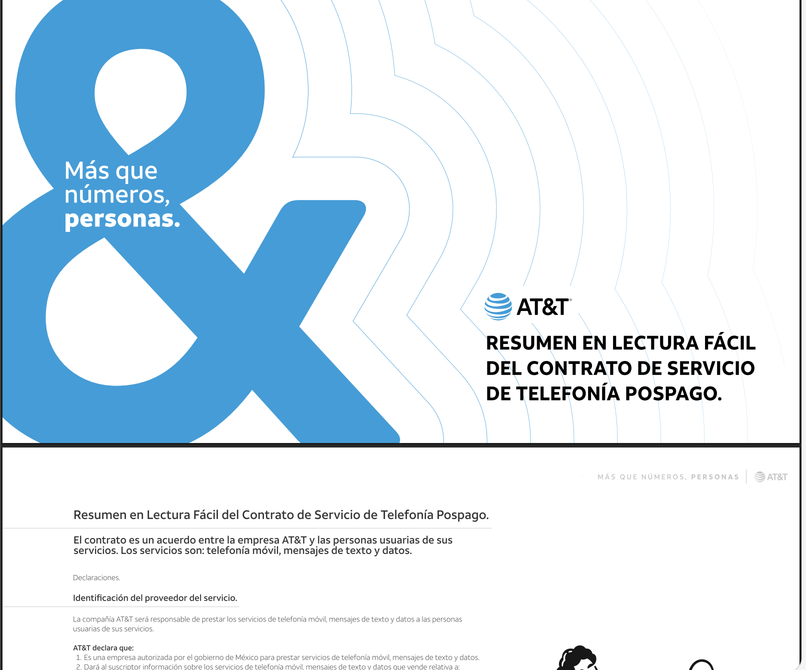 Más que
números,
personas.
AT&T
RESUMEN EN LECTURA FÁCIL
DEL CONTRATO DE SERVICIO
DE TELEFONÍA POSPAGO.
MÁS QUE NÚMEROS, PERSONAS
AT&T
Resumen en Lectura Fácil del Contrato de Servicio de Telefonía Pospago.
El contrato es un acuerdo entre la empresa AT&T y las personas usuarias de sus
servicios. Los servicios son: telefonía móvil, mensajes de texto y datos.
Declaraciones.
Identificación del proveedor del servicio.
La compañía AT&T será responsable de prestar los servicios de telefonía móvil, mensajes de texto y datos a las personas
usuarias de sus servicios.
AT&T declara que:
1. Es una empresa autorizada por el gobierno de México para prestar servicios de telefonía móvil, mensajes de texto y datos.
2. Dará al suscriptor información sobre los servicios de telefonía móvil, mensajes de texto y datos que vende relativa a: